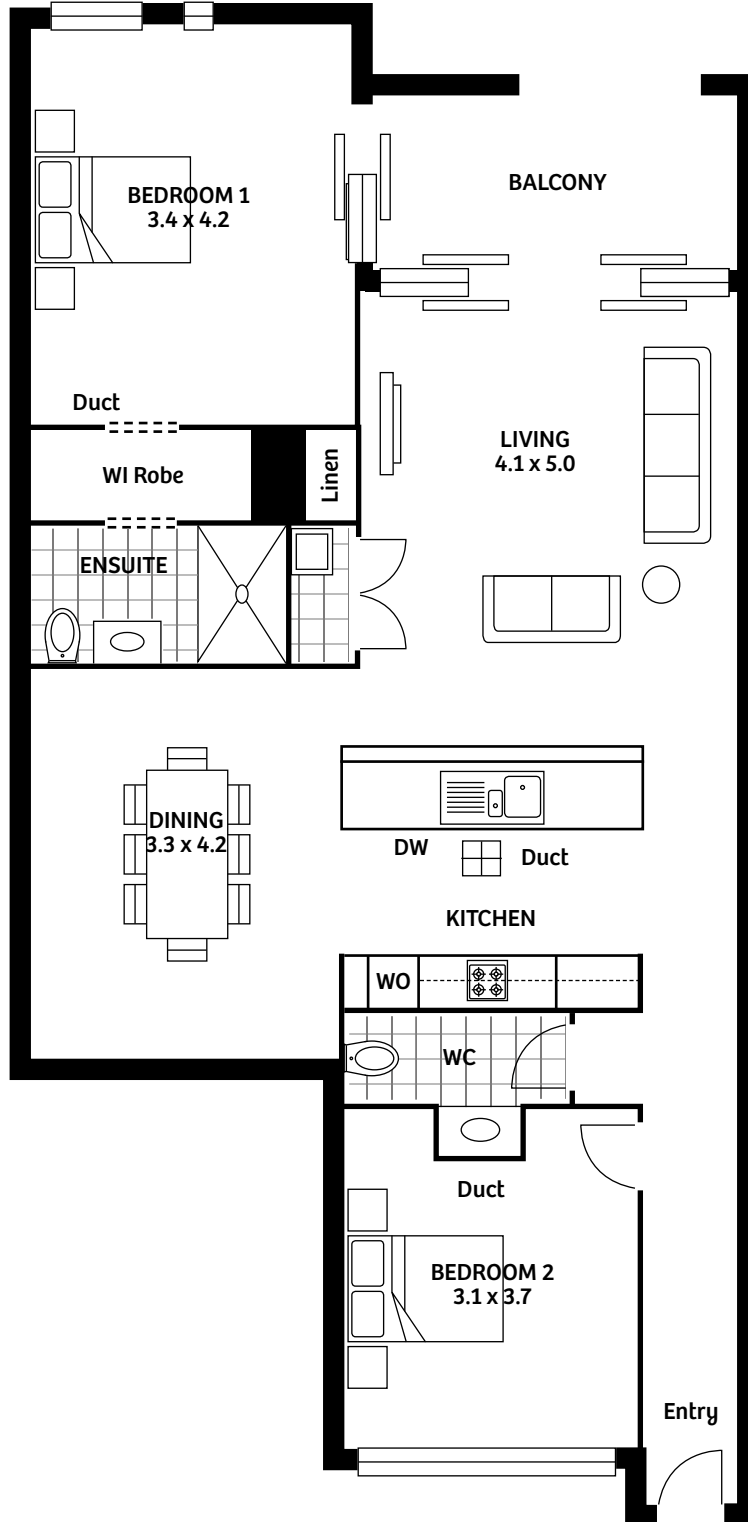 BEDROOM 1
3.4 x 4.2
BALCONY
Duct
LIVING
4.1 x 5.0
WI Robe
Linen
ENSUITE
DINING
3.3 x 4.2
DW
Duct
KITCHEN
WO
WC
Duct
BEDROOM 2
3.1 x 3.7
Entry